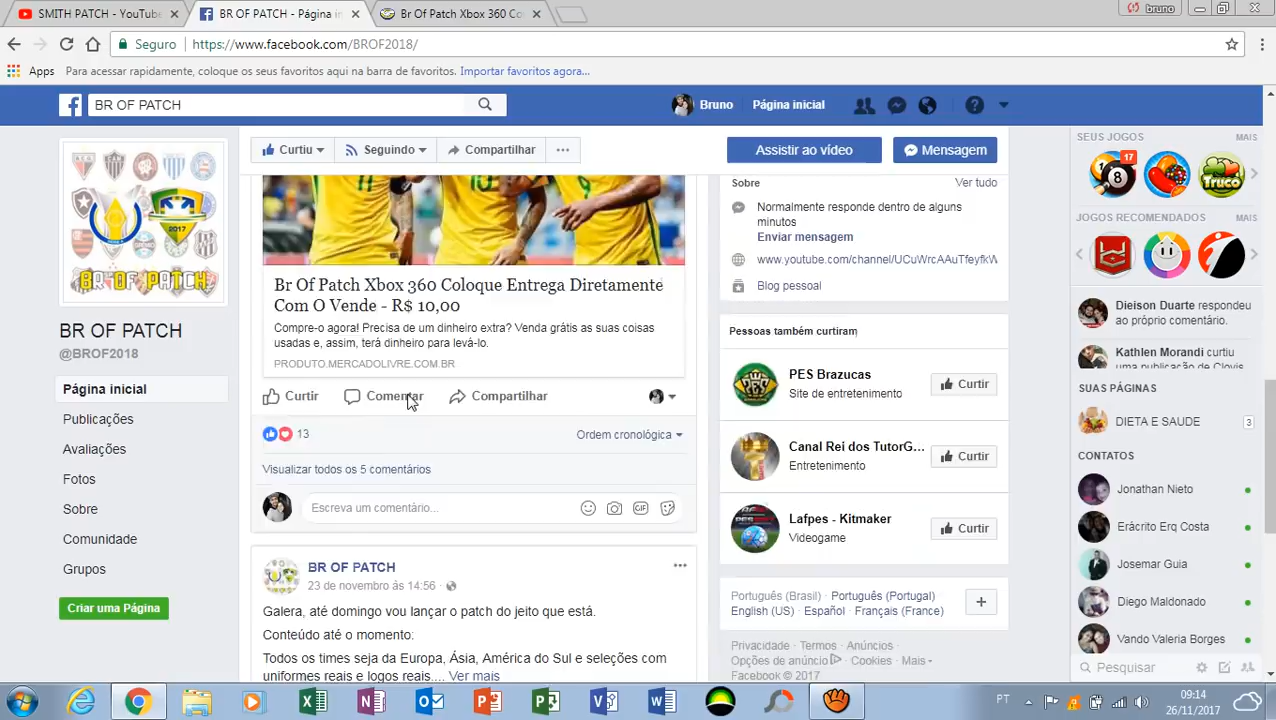 SMITH PATCH - YouTube
BR OF PATCH - Página in
Br Of Patch Xbox 360 Co
bruno
Seguro
https://www.facebook.com/BROF2018/
Apps
Para acessar rapidamente, coloque os seus favoritos aqui na barra de favoritos. Importar favoritos agora...
BR OF PATCH
Bruno
Página inicial
BR OF PATCH
BR OF PATCH
@BROF2018
Página inicial
Publicações
Avaliações
Fotos
Sobre
Comunidade
Grupos
Criar uma Página
Curtiu
Seguindo
Compartilhar
Assistir ao vídeo
Mensagem
Br Of Patch Xbox 360 Coloque Entrega Diretamente
Com O Vende - R$ 10,00
Compre-o agora! Precisa de um dinheiro extra? Venda grátis as suas coisas
usadas e, assim, terá dinheiro para levá-lo.
PRODUTO.MERCADOLIVRE.COM.BR
Curtir
Comentar
Compartilhar
13
Ordem cronológica
Visualizar todos os 5 comentários
Escreva um comentário...
GIF
BR OF PATCH
23 de novembro às 14:56
Galera, até domingo vou lançar o patch do jeito que está.
Conteúdo até o momento:
Todos os times seja da Europa, Ásia, América do Sul e seleções com
uniformes reais e logos reais.... Ver mais
Sobre
Ver tudo
Normalmente responde dentro de alguns
minutos
Enviar mensagem
www.youtube.com/channel/UCuWrcAAuTfeyfkW
Blog pessoal
Pessoas também curtiram
PES Brazucas
Site de entretenimento
Curtir
Canal Rei dos TutorG...
Entretenimento
Curtir
Lafpes - Kitmaker
Videogame
Curtir
Português (Brasil) · Português (Portugal) ·
English (US) · Español · Français (France)
Privacidade · Termos · Anúncios ·
Opções de anúncio · Cookies · Mais
Facebook © 2017
SEUS JOGOS
MAIS
17
8
TRUCO
JOGOS RECOMENDADOS
MAIS
Dieison Duarte respondeu
ao próprio comentário.
Kathlen Morandi curtiu
uma publicação de Clovis
SUAS PÁGINAS
DIETA E SAUDE
3
CONTATOS
Jonathan Nieto
Erácrito Erq Costa
Josemar Guia
Diego Maldonado
Vando Valeria Borges
Pesquisar
PT
09:14
26/11/2017